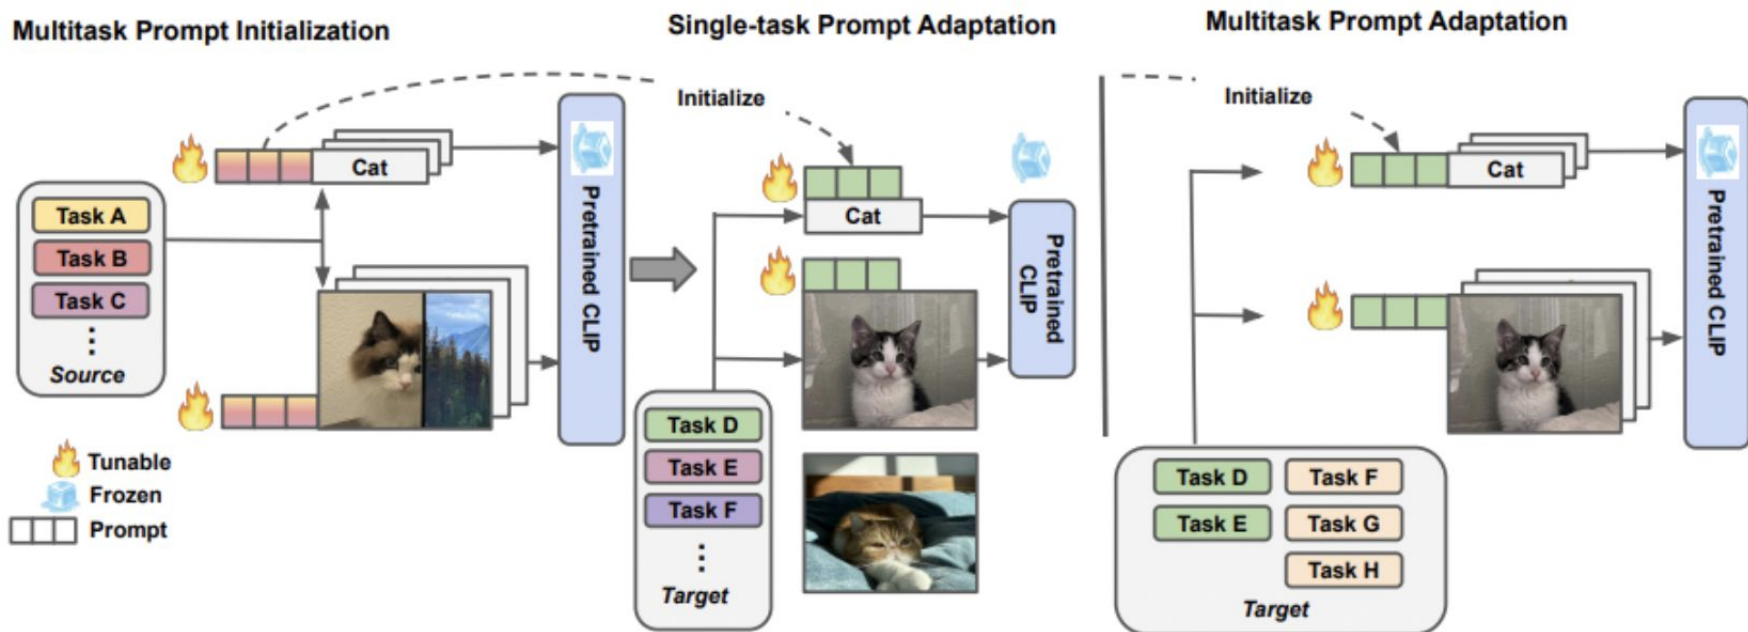 Multitask Prompt Initialization
Single-task Prompt Adaptation
Multitask Prompt Adaptation
Initialize
Initialize
Cat
Cat
Cat
Task A
Task B
Task C
Source
Pretrained CLIP
Pretrained
CLIP
Pretrained CLIP
Tunable
Frozen
Prompt
Task D
Task E
Task F
Target
Task D
Task F
Task E
Task G
Task H
Target